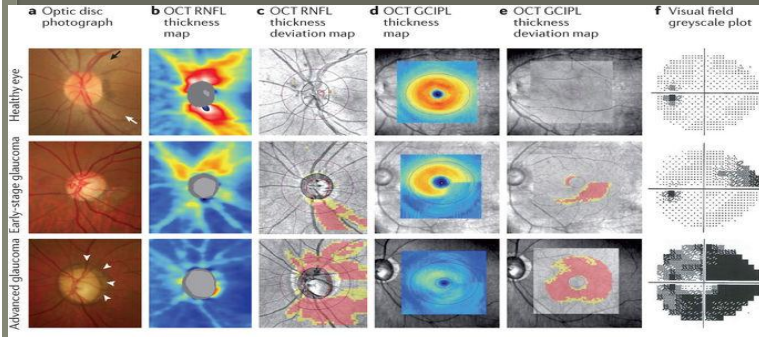 a Optic disc
photograph
b OCT RNFL
thickness
map
c OCT RNFL
thickness
deviation map
d OCT GCIPL
thickness
map
e OCT GCIPL
thickness
deviation map
f Visual field
greyscale plot
Healthy eye
Early-stage glaucoma
Advanced glaucoma